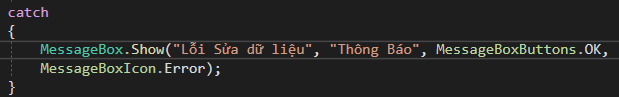 catch
{
MessageBox.Show("Lỗi Sửa dữ liệu", "Thông Báo", MessageBoxButtons.OK,
MessageBoxIcon.Error);
}